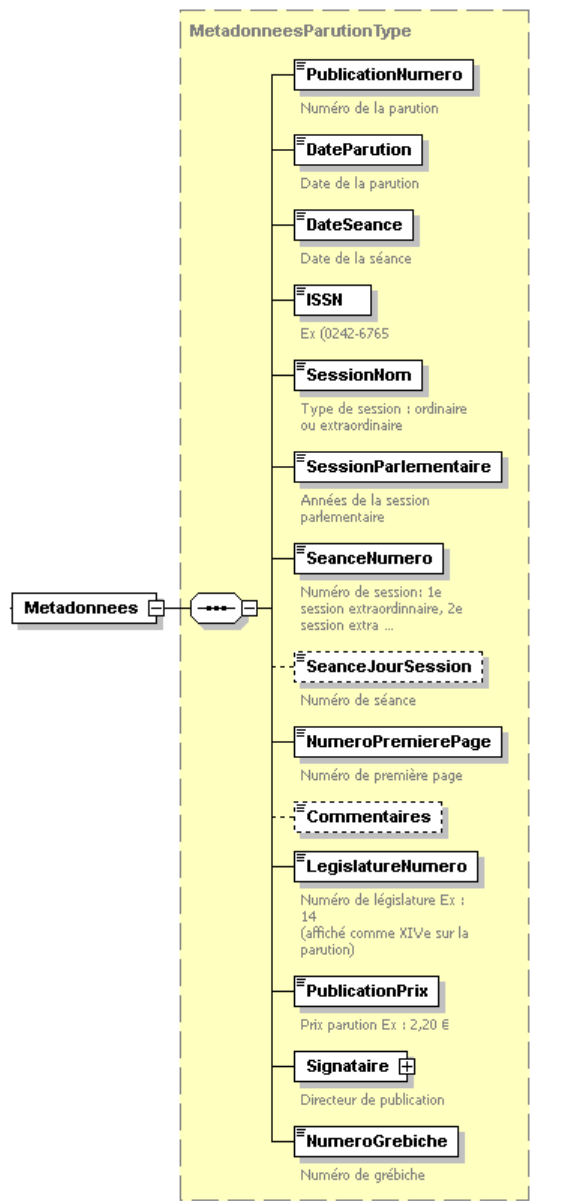 MetadonneesParutionType
PublicationNumero
Numéro de la parution
DateParution
Date de la parution
DateSeance
Date de la séance
ISSN
Ex (0242-6765
SessionNom
Type de session : ordinaire
ou extraordinaire
SessionParlementaire
Années de la session
parlementaire
SeanceNumero
Numéro de session: 1e
session extraordinnaire, 2e
session extra ...
Metadonnees
SeanceJourSession
Numéro de séance
NumeroPremierePage
Numéro de première page
Commentaires
LegislatureNumero
Numéro de législature Ex :
14
(affiché comme XIVe sur la
parution)
PublicationPrix
Prix parution Ex : 2,20 €
Signataire
Directeur de publication
NumeroGrebiche
Numéro de grébiche